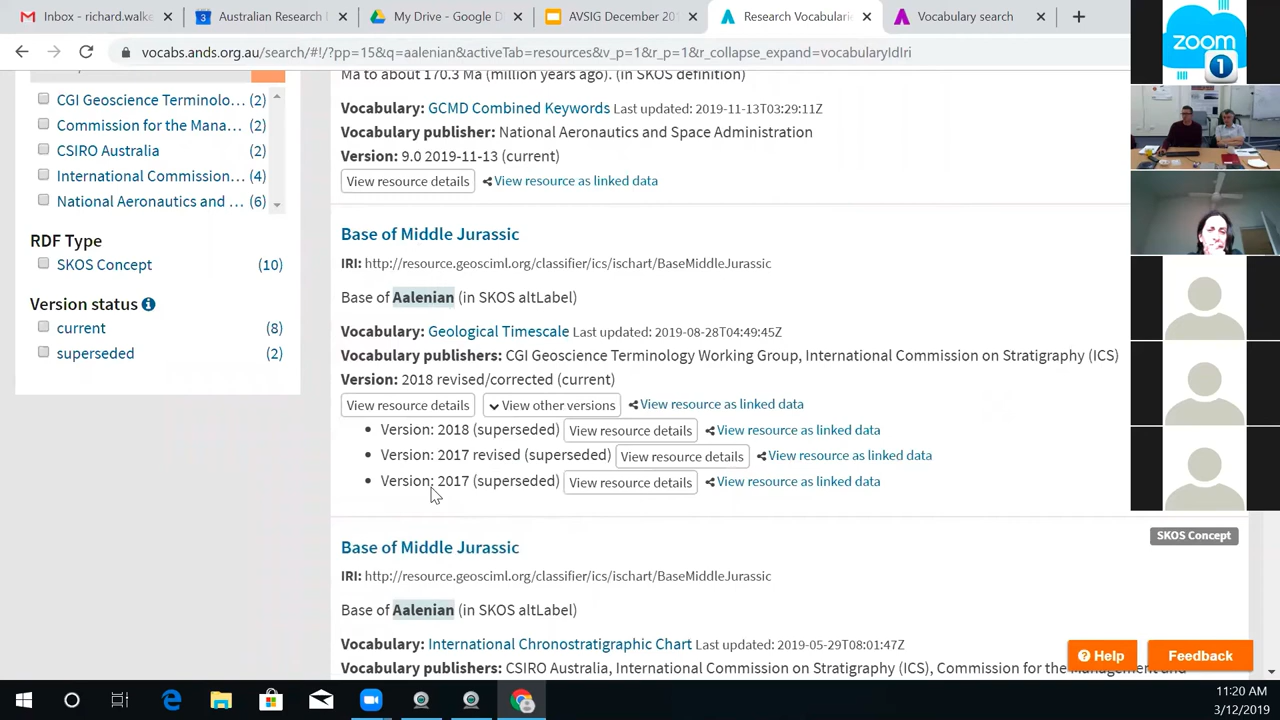 Inbox - richard.walke
Australian Research
My Drive - Google D
AVSIG December 201
Research Vocabularie
Vocabulary search
vocabs.ands.org.au/search/#!/?pp=15&q=aalenian&activeTab=resources&v_p=1&r_p=1&r_collapse_expand=vocabularyIdIri
zoom
1
CGI Geoscience Terminolo... (2)
Commission for the Mana... (2)
CSIRO Australia (2)
International Commission... (4)
National Aeronautics and ... (6)
RDF Type
SKOS Concept (10)
Version status
current (8)
superseded (2)
Ma to about 170.3 Ma (million years ago). (in SKOS definition)
Vocabulary: GCMD Combined Keywords Last updated: 2019-11-13T03:29:11Z
Vocabulary publisher: National Aeronautics and Space Administration
Version: 9.0 2019-11-13 (current)
View resource details View resource as linked data
Base of Middle Jurassic
IRI: http://resource.geosciml.org/classifier/ics/ischart/BaseMiddleJurassic
Base of Aalenian (in SKOS altLabel)
Vocabulary: Geological Timescale Last updated: 2019-08-28T04:49:45Z
Vocabulary publishers: CGI Geoscience Terminology Working Group, International Commission on Stratigraphy (ICS)
Version: 2018 revised/corrected (current)
View resource details View other versions View resource as linked data
Version: 2018 (superseded) View resource details View resource as linked data
Version: 2017 revised (superseded) View resource details View resource as linked data
Version: 2017 (superseded) View resource details View resource as linked data
SKOS Concept
Base of Middle Jurassic
IRI: http://resource.geosciml.org/classifier/ics/ischart/BaseMiddleJurassic
Base of Aalenian (in SKOS altLabel)
Vocabulary: International Chronostratigraphic Chart Last updated: 2019-05-29T08:01:47Z
Vocabulary publishers: CSIRO Australia, International Commission on Stratigraphy (ICS), Commission for the Management and
Help
Feedback
11:20 AM
3/12/2019